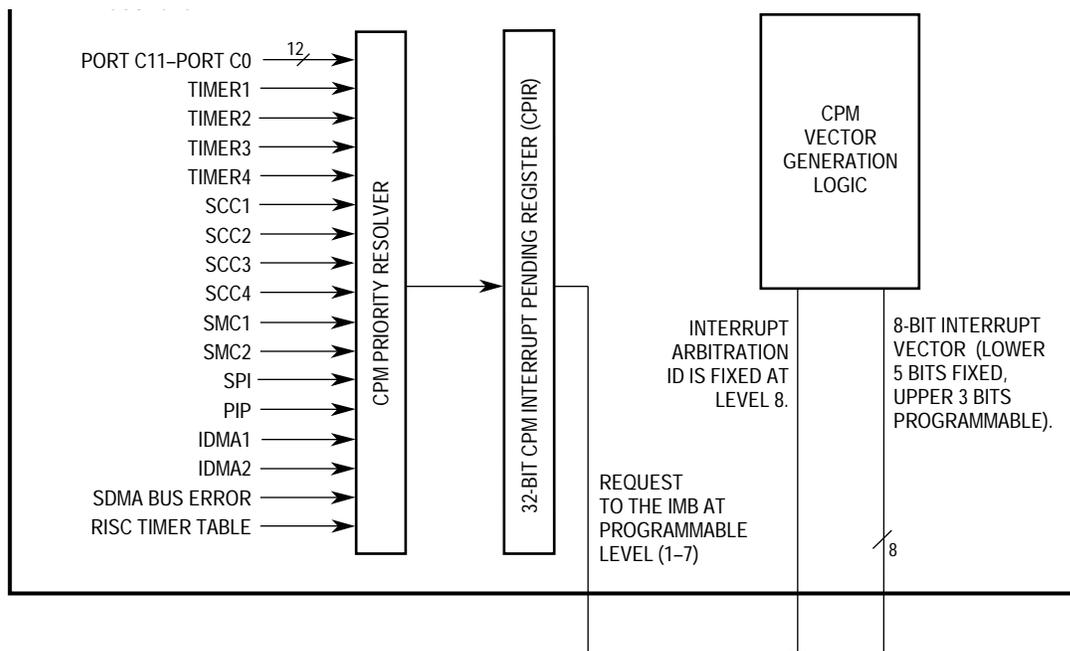 PORT C11–PORT C0
12
TIMER1
TIMER2
TIMER3
TIMER4
SCC1
SCC2
SCC3
SCC4
SMC1
SMC2
SPI
PIP
IDMA1
IDMA2
SDMA BUS ERROR
RISC TIMER TABLE
CPM PRIORITY RESOLVER
32-BIT CPM INTERRUPT PENDING REGISTER (CPIR)
REQUEST
TO THE IMB AT
PROGRAMMABLE
LEVEL (1–7)
CPM
VECTOR
GENERATION
LOGIC
INTERRUPT
ARBITRATION
ID IS FIXED AT
LEVEL 8.
8-BIT INTERRUPT
VECTOR (LOWER
5 BITS FIXED,
UPPER 3 BITS
PROGRAMMABLE).
8